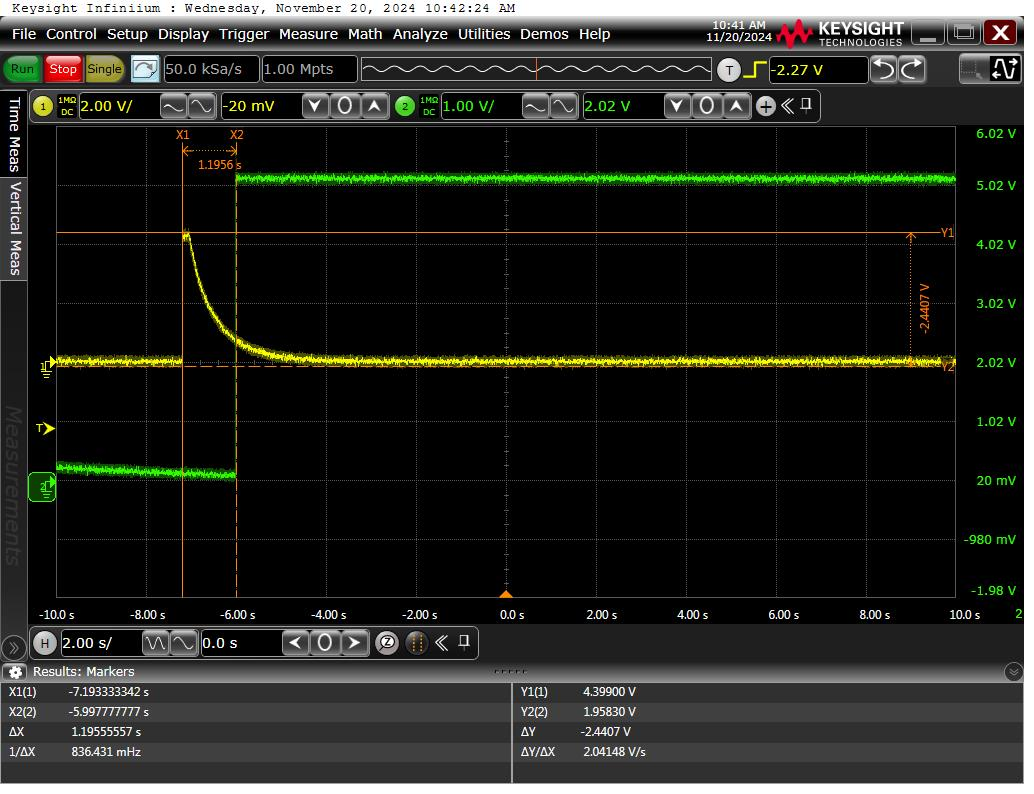 Keysight Infiniium : Wednesday, November 20, 2024 10:42:24 AM
File Control Setup Display Trigger Measure Math Analyze Utilities Demos Help
10:41 AM
11/20/2024
KEYSIGHT
TECHNOLOGIES
Run Stop Single 50.0 kSa/s 1.00 Mpts T -2.27 V
1 1MΩ DC 2.00 V/ -20 mV 0 2 1MΩ DC 1.00 V/ 2.02 V 0
Time Meas
Vertical Meas
Measurements
X1 X2
1.1956 s
6.02 V
5.02 V
Y1
4.02 V
3.02 V
-2.4407 V
2.02 V
Y2
1
T
1.02 V
2
20 mV
-980 mV
-1.98 V
-10.0 s -8.00 s -6.00 s -4.00 s -2.00 s 0.0 s 2.00 s 4.00 s 6.00 s 8.00 s 10.0 s 2
H 2.00 s/ 0.0 s 0 Z
Results: Markers
X1(1) -7.193333342 s Y1(1) 4.39900 V
X2(2) -5.997777777 s Y2(2) 1.95830 V
ΔX 1.19555557 s ΔY -2.4407 V
1/ΔX 836.431 mHz ΔY/ΔX 2.04148 V/s